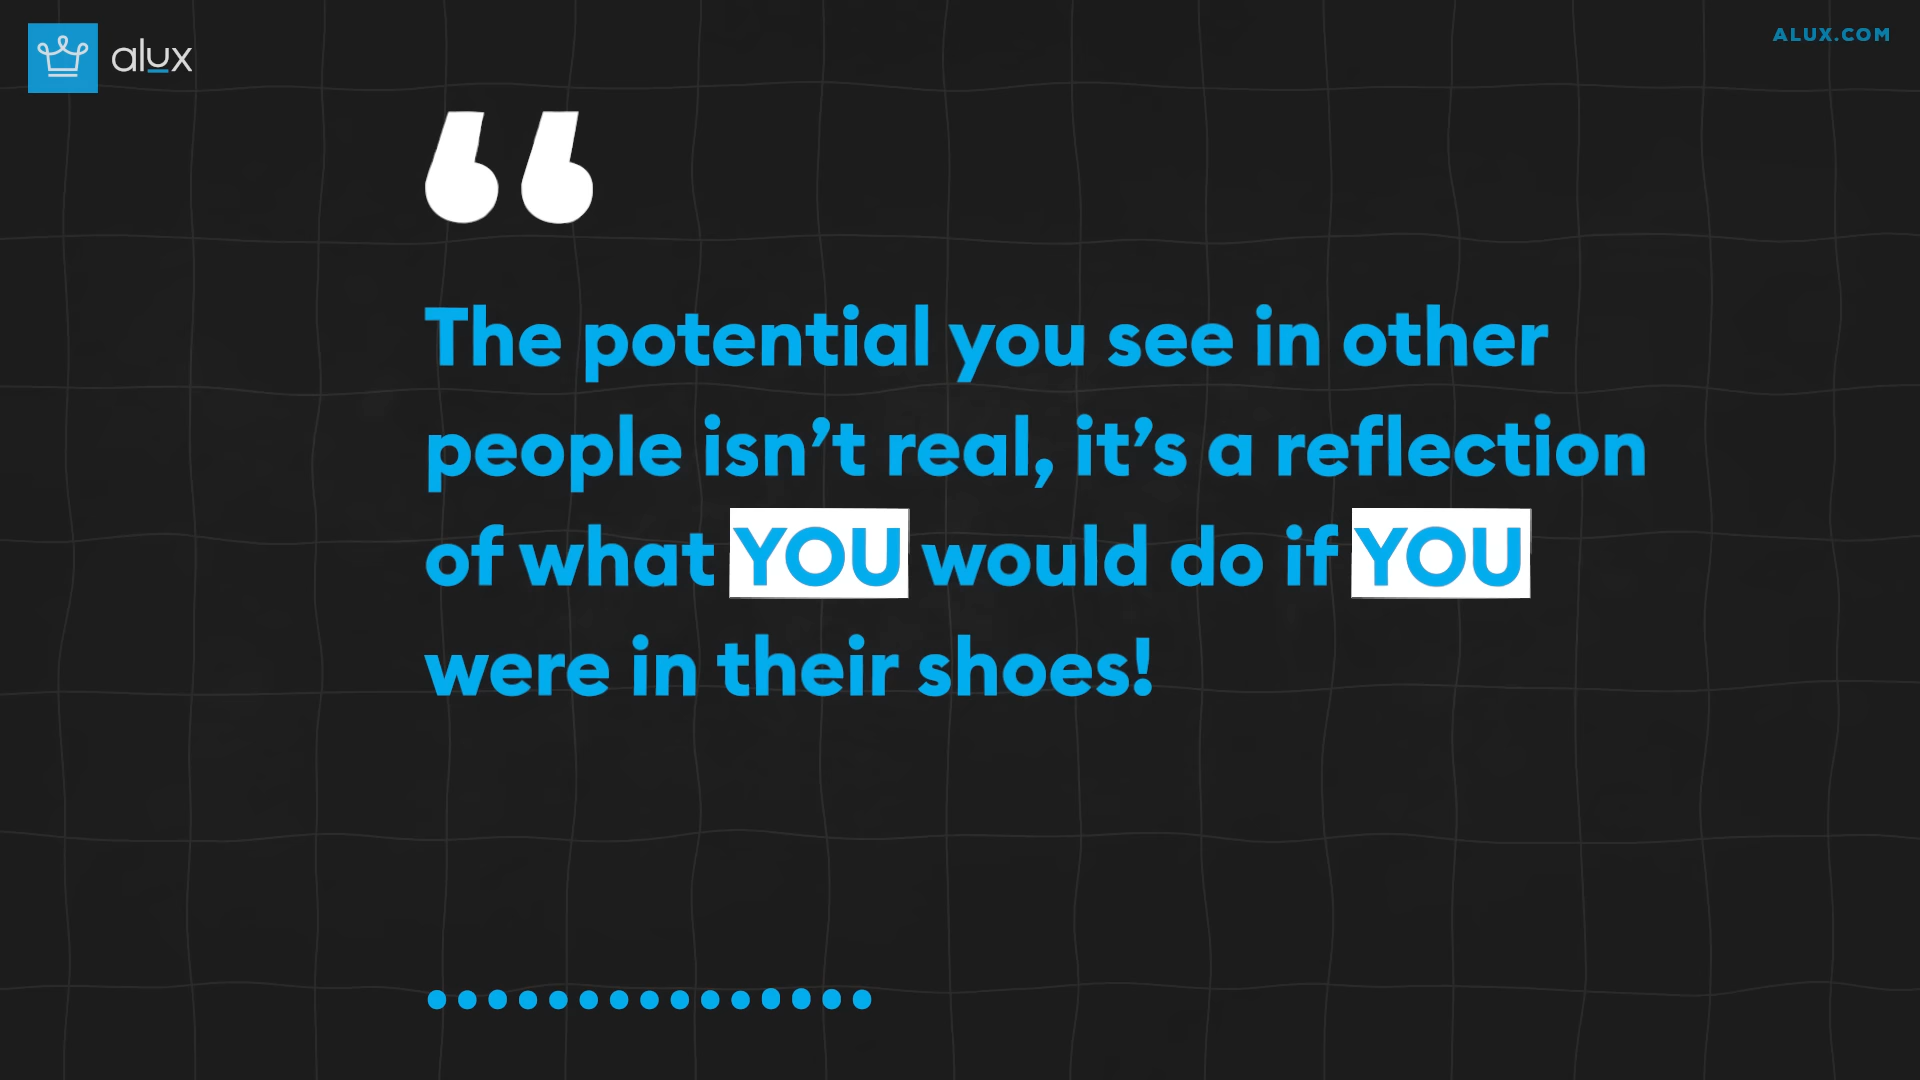 alux
ALUX.COM
“
The potential you see in other
people isn’t real, it’s a reflection
of what YOU would do if YOU
were in their shoes!